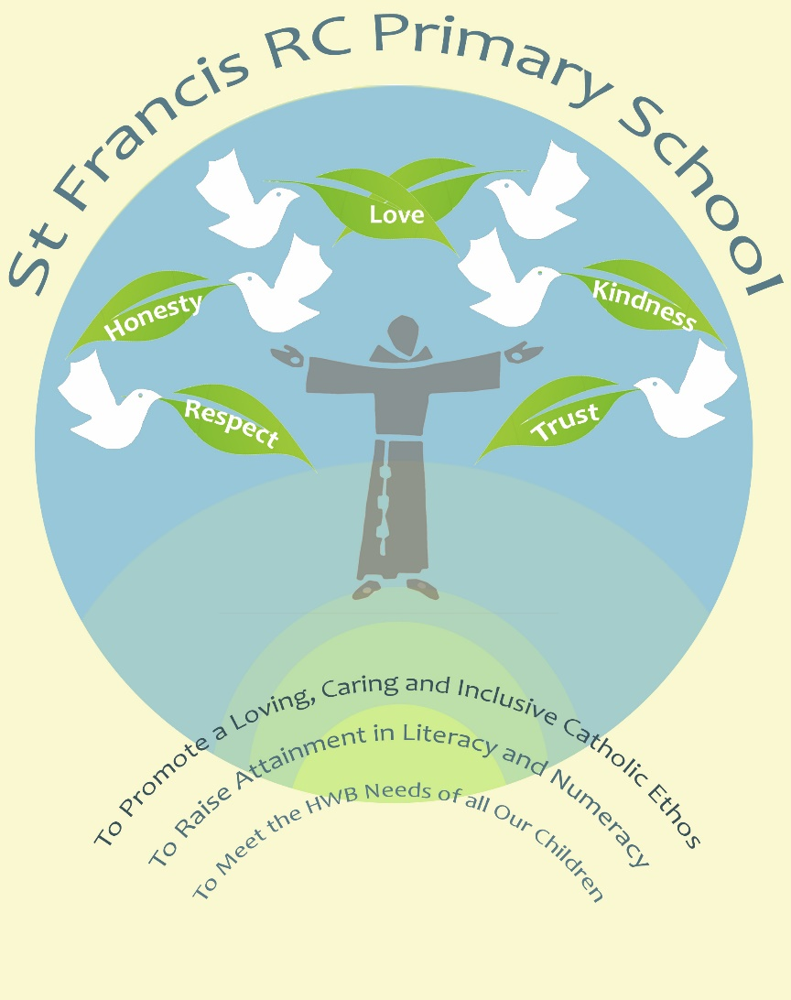 St Francis RC Primary School
Love
Honesty
Kindness
Respect
Trust
To Promote a Loving, Caring and Inclusive Catholic Ethos
To Raise Attainment in Literacy and Numeracy
To Meet the HWB Needs of all Our Children